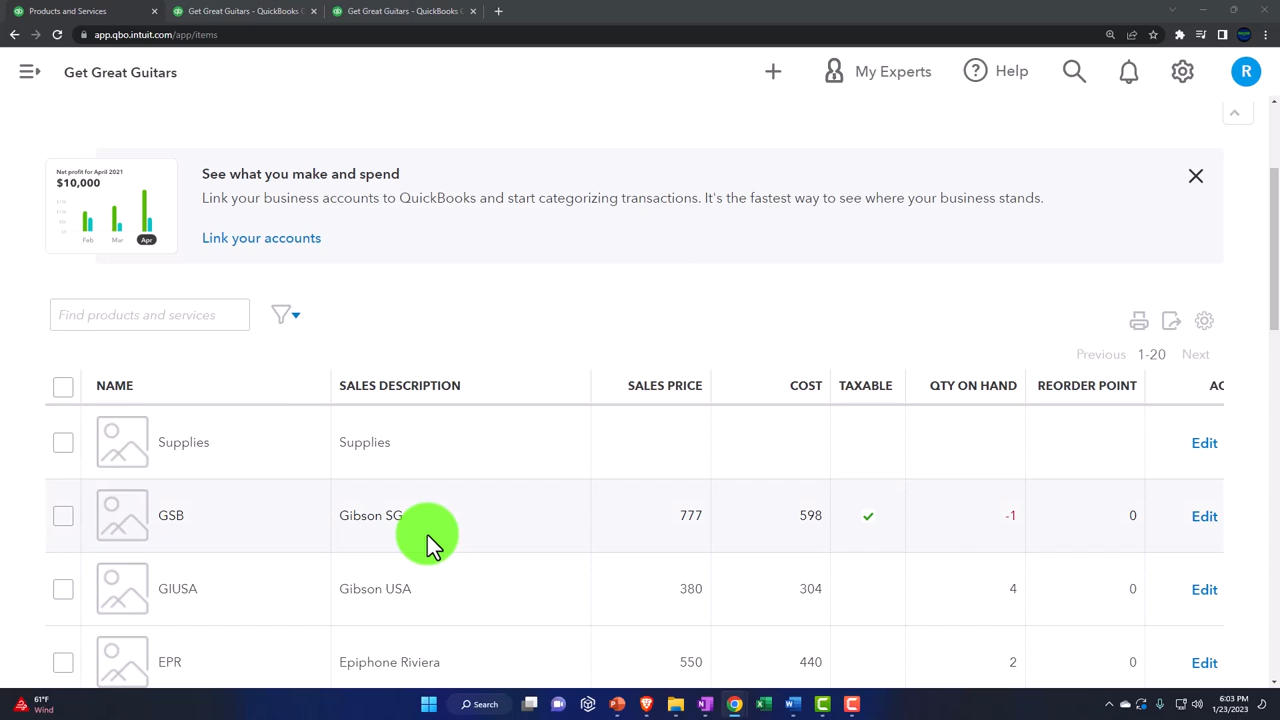 Products and Services
Get Great Guitars - QuickBooks
Get Great Guitars - QuickBooks
app.qbo.intuit.com/app/items
Get Great Guitars
My Experts
Help
R
Net profit for April 2021
$10,000
Feb Mar Apr
See what you make and spend
Link your business accounts to QuickBooks and start categorizing transactions. It's the fastest way to see where your business stands.
Link your accounts
Find products and services
Previous 1-20 Next
NAME SALES DESCRIPTION SALES PRICE COST TAXABLE QTY ON HAND REORDER POINT
Supplies Supplies Edit
GSB Gibson SG 777 598 -1 0 Edit
GIUSA Gibson USA 380 304 4 0 Edit
EPR Epiphone Riviera 550 440 2 0 Edit
61°F
Wind
Search
6:03 PM
1/23/2023